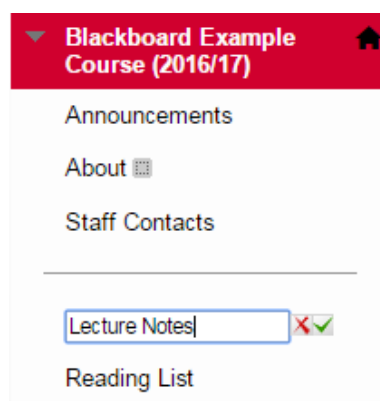 Blackboard Example
Course (2016/17)
Announcements
About
Staff Contacts
Lecture Notes
Reading List